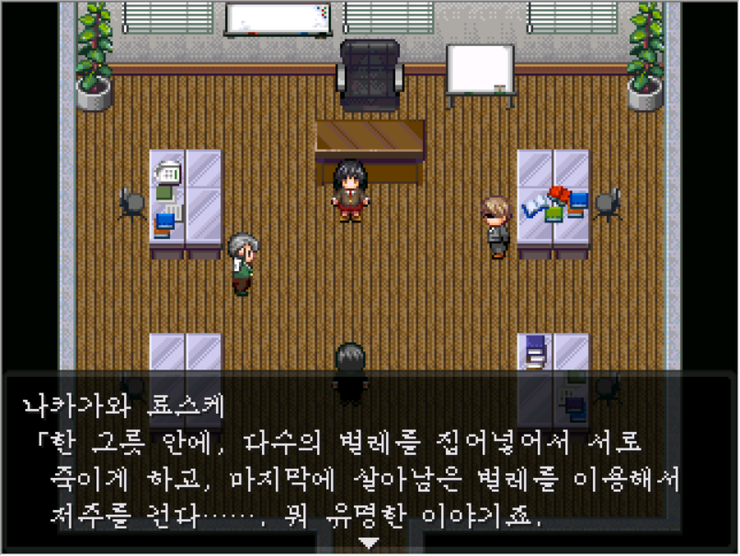 나카가와 료스케
「한 그릇 안에, 다수의 벌레를 집어넣어서 서로
죽이게 하고, 마지막에 살아남은 벌레를 이용해서
저주를 건다……. 뭐 유명한 이야기죠.